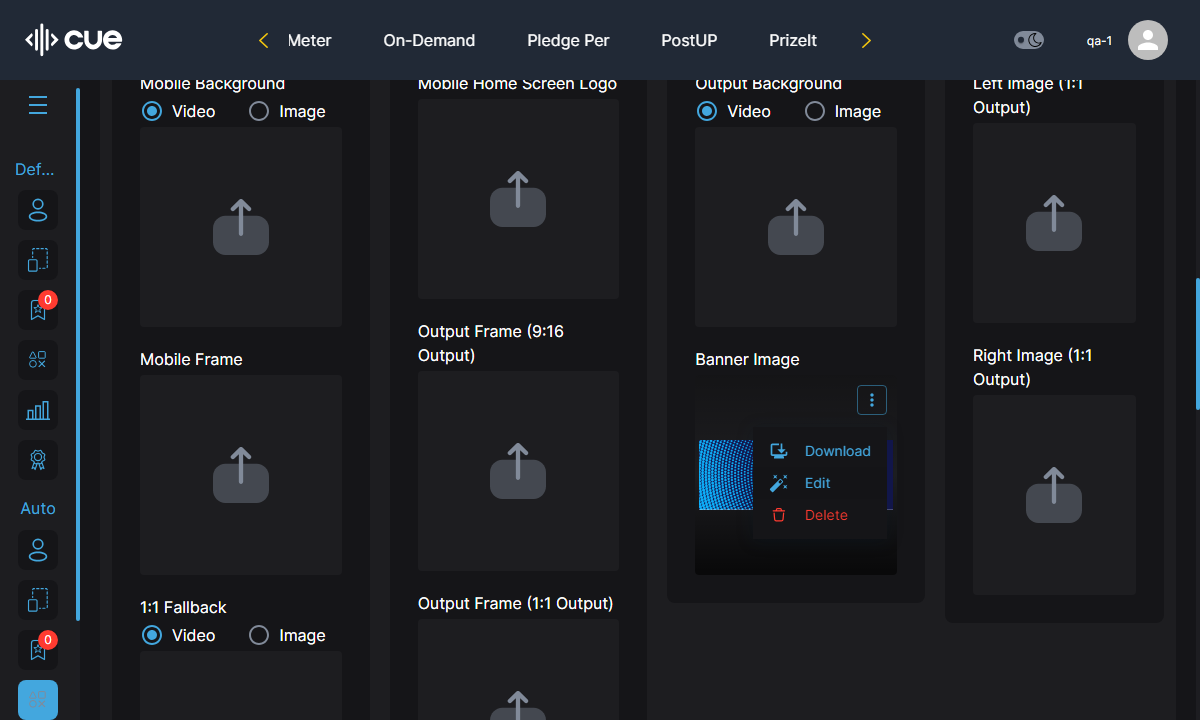 cue
Meter
On-Demand
Pledge Per
PostUP
PrizeIt
qa-1
Def...
0
Auto
0
Mobile Background
Video
Image
Mobile Frame
1:1 Fallback
Video
Image
Mobile Home Screen Logo
Output Frame (9:16
Output)
Output Frame (1:1 Output)
Output Background
Video
Image
Banner Image
Download
Edit
Delete
Left Image (1:1
Output)
Right Image (1:1
Output)